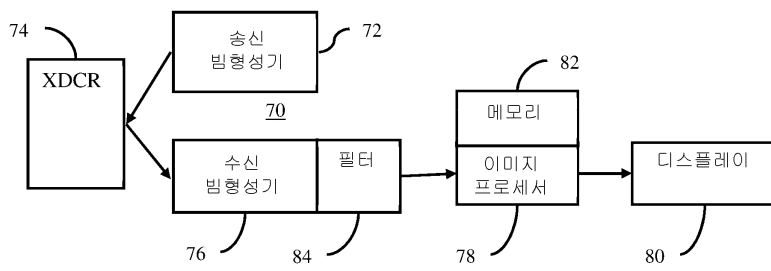 74
XDCR
송신
빔형성기
72
70
수신
빔형성기
필터
76
84
82
메모리
이미지
프로세서
78
디스플레이
80